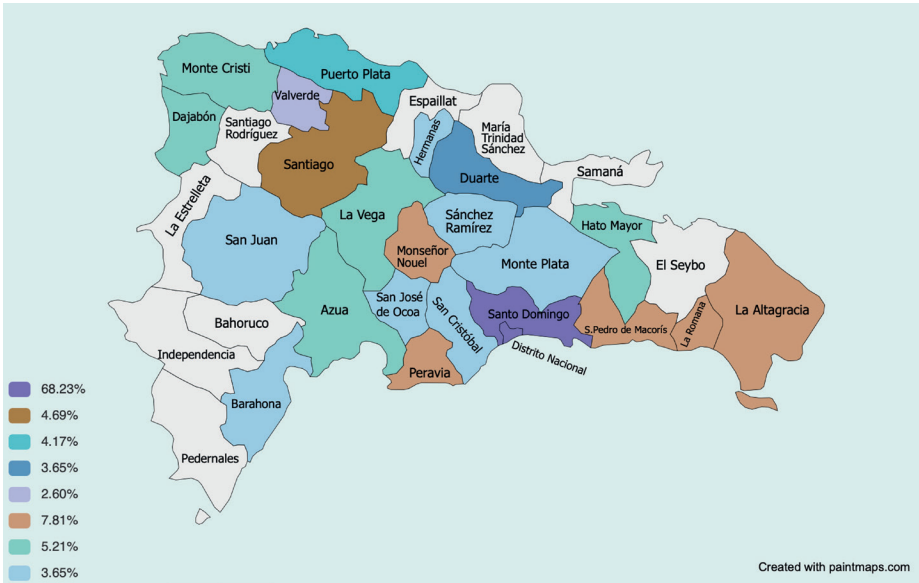 Monte Cristi
Puerto Plata
Valverde
Espaillat
Dajabón
Santiago
Rodríguez
Hermanas
María
Trinidad
Sánchez
Santiago
Duarte
Samaná
La Estrelleta
La Vega
Sánchez
Ramírez
Hato Mayor
San Juan
Monseñor
Nouel
Monte Plata
El Seybo
San José
de Ocoa
San Cristóbal
Azua
Santo Domingo
La Altagracia
Bahoruco
S.Pedro de Macorís
La Romana
Independencia
Distrito Nacional
Peravia
Barahona
Pedernales
68.23%
4.69%
4.17%
3.65%
2.60%
7.81%
5.21%
3.65%
Created with paintmaps.com